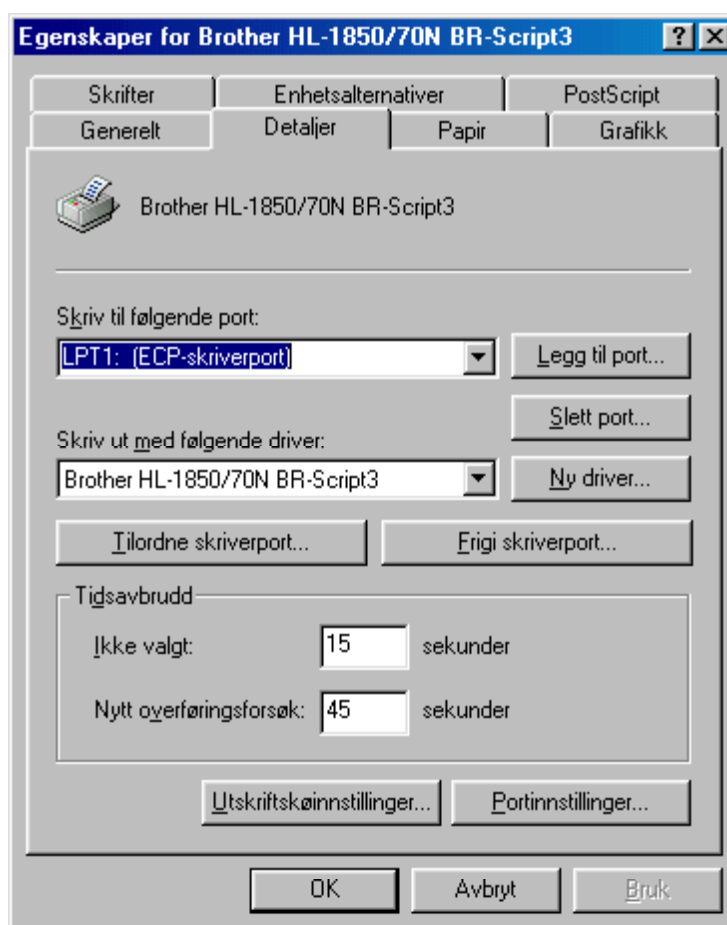 Egenskaper for Brother HL-1850/70N BR-Script3
Skrifter Enhetsalternativer PostScript
Generelt Detaljer Papir Grafikk
Brother HL-1850/70N BR-Script3
Skriv til følgende port:
LPT1: (ECP-skriverport) Legg til port...
Slett port...
Skriv ut med følgende driver:
Brother HL-1850/70N BR-Script3 Ny driver...
Tilordne skriverport... Frigi skriverport...
Tidsavbrudd
Ikke valgt: 15 sekunder
Nytt overføringsforsøk: 45 sekunder
Utskriftskøinnstillinger... Portinnstillinger...
OK Avbryt Bruk